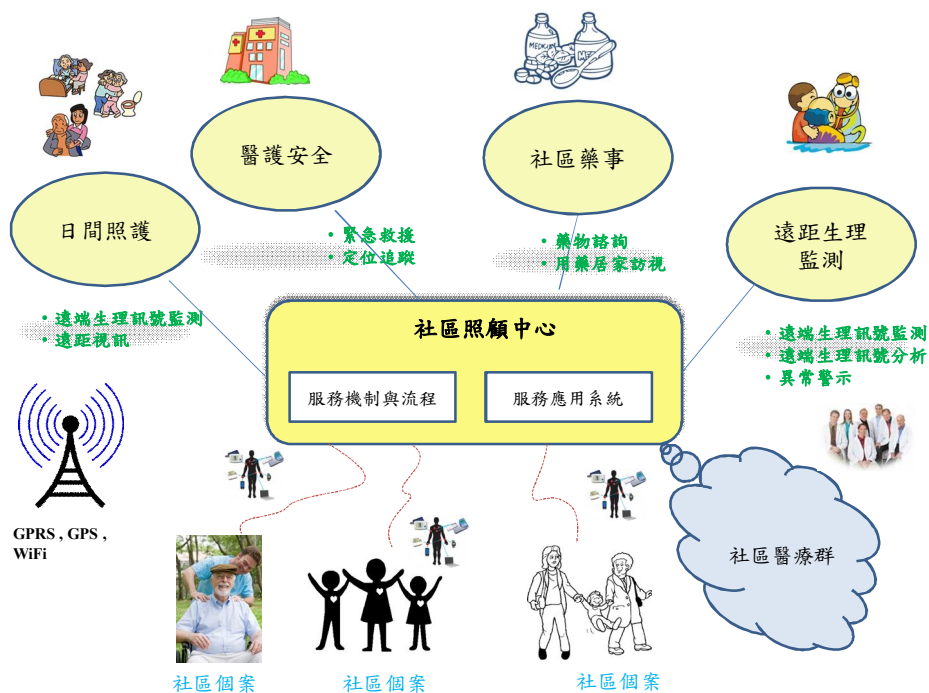 MEDICIN
MED
醫護安全
社區藥事
日間照護
遠距生理
監測
• 緊急救援
• 定位追蹤
• 藥物諮詢
• 用藥居家訪視
• 遠端生理訊號監測
• 遠距視訊
社區照顧中心
• 遠端生理訊號監測
• 遠端生理訊號分析
• 異常警示
服務機制與流程
服務應用系統
GPRS , GPS ,
WiFi
社區醫療群
社區個案
社區個案
社區個案